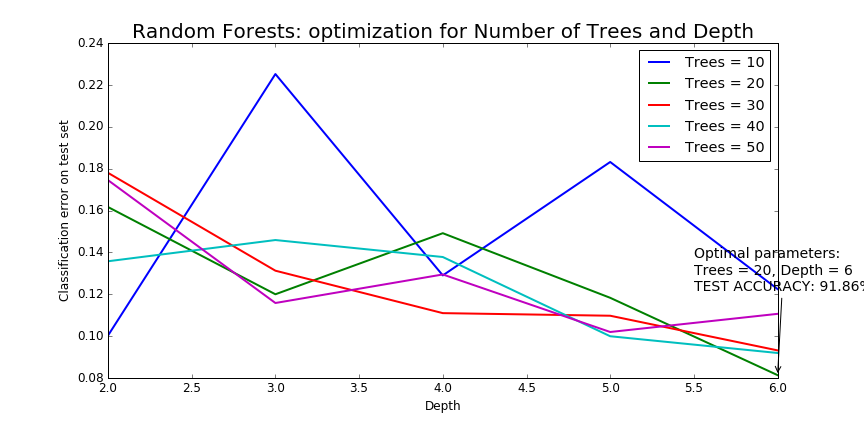 Random Forests: optimization for Number of Trees and Depth
Classification error on test set
0.24
0.22
0.20
0.18
0.16
0.14
0.12
0.10
0.08
Trees = 10
Trees = 20
Trees = 30
Trees = 40
Trees = 50
Optimal parameters:
Trees = 20, Depth = 6
TEST ACCURACY: 91.86%
2.0 2.5 3.0 3.5 4.0 4.5 5.0 5.5 6.0
Depth